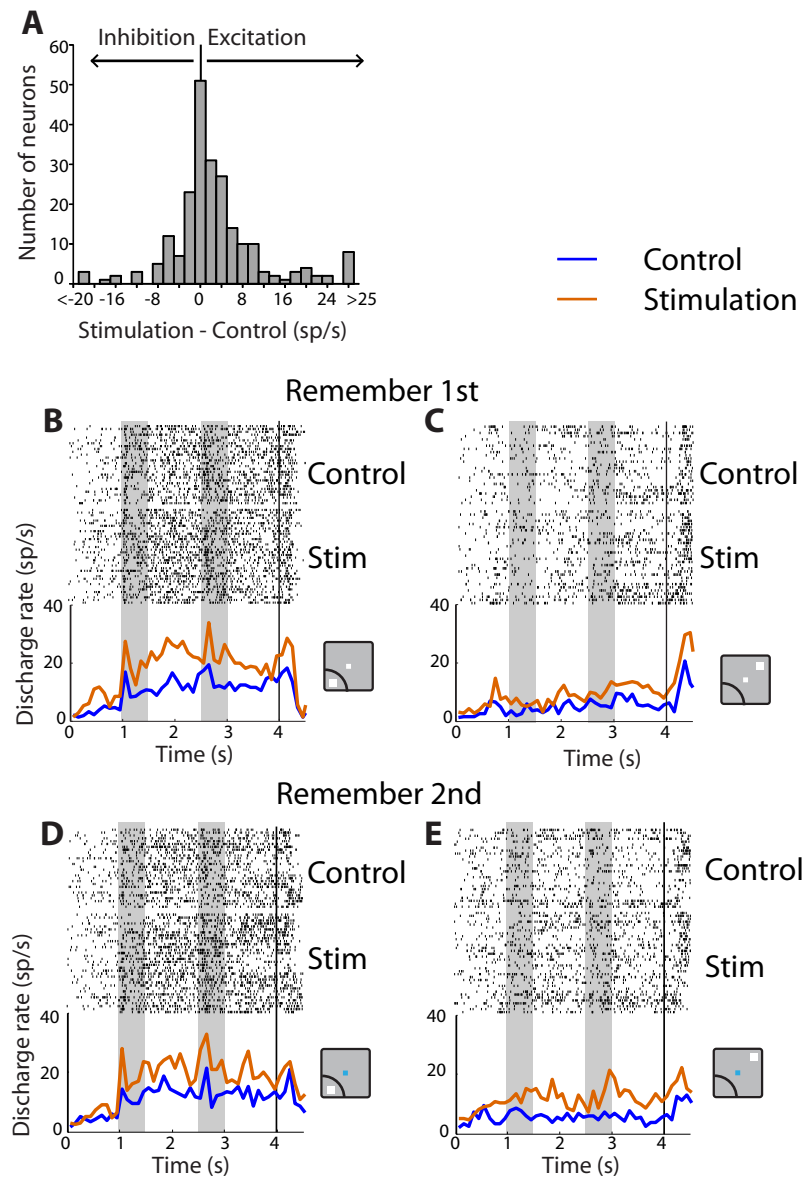 A
Inhibition Excitation
60
50
40
30
20
10
0
Number of neurons
<-20 -16 -8 0 8 16 24 >25
Stimulation - Control (sp/s)
Control
Stimulation
Remember 1st
B
Control
Stim
C
Control
Stim
Discharge rate (sp/s)
40
20
0
0 1 2 3 4
Time (s)
40
20
0
0 1 2 3 4
Time (s)
Remember 2nd
D
Control
Stim
E
Control
Stim
Discharge rate (sp/s)
40
20
0
0 1 2 3 4
Time (s)
40
20
0
0 1 2 3 4
Time (s)